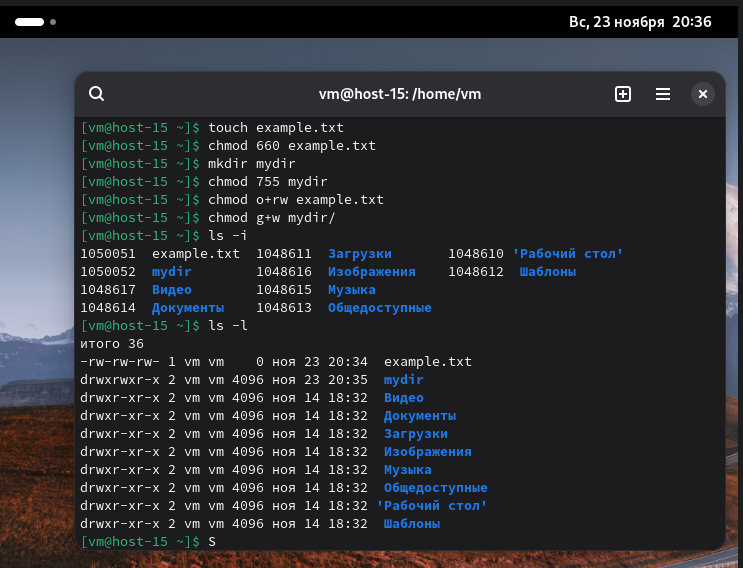 Вс, 23 ноября 20:36
vm@host-15: /home/vm
[vm@host-15 ~]$ touch example.txt
[vm@host-15 ~]$ chmod 660 example.txt
[vm@host-15 ~]$ mkdir mydir
[vm@host-15 ~]$ chmod 755 mydir
[vm@host-15 ~]$ chmod o+rw example.txt
[vm@host-15 ~]$ chmod g+w mydir/
[vm@host-15 ~]$ ls -i
1050051  example.txt  1048611  Загрузки       1048610 'Рабочий стол'
1050052  mydir        1048616  Изображения    1048612  Шаблоны
1048617  Видео        1048615  Музыка
1048614  Документы    1048613  Общедоступные
[vm@host-15 ~]$ ls -l
итого 36
-rw-rw-rw- 1 vm vm    0 ноя 23 20:34  example.txt
drwxrwxr-x 2 vm vm 4096 ноя 23 20:35  mydir
drwxr-xr-x 2 vm vm 4096 ноя 14 18:32  Видео
drwxr-xr-x 2 vm vm 4096 ноя 14 18:32  Документы
drwxr-xr-x 2 vm vm 4096 ноя 14 18:32  Загрузки
drwxr-xr-x 2 vm vm 4096 ноя 14 18:32  Изображения
drwxr-xr-x 2 vm vm 4096 ноя 14 18:32  Музыка
drwxr-xr-x 2 vm vm 4096 ноя 14 18:32  Общедоступные
drwxr-xr-x 2 vm vm 4096 ноя 14 18:32 'Рабочий стол'
drwxr-xr-x 2 vm vm 4096 ноя 14 18:32  Шаблоны
[vm@host-15 ~]$ S